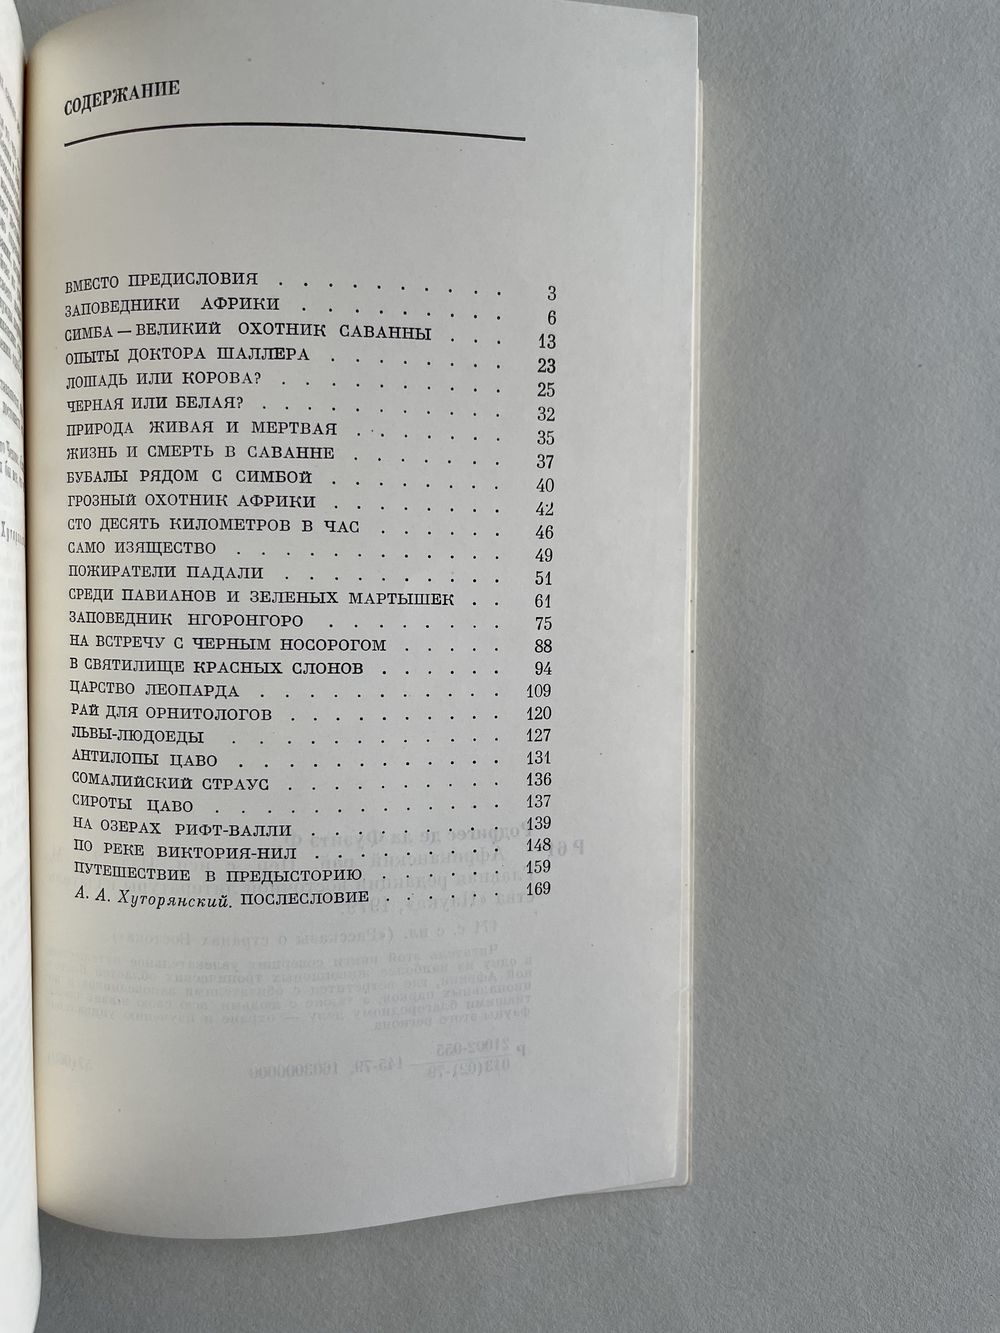 СОДЕРЖАНИЕ
ВМЕСТО ПРЕДИСЛОВИЯ . . . . . . . . . . 3
ЗАПОВЕДНИКИ АФРИКИ . . . . . . . . . 6
СИМБА — ВЕЛИКИЙ ОХОТНИК САВАННЫ . . . 13
ОПЫТЫ ДОКТОРА ШАЛЛЕРА . . . . . . . . 23
ЛОШАДЬ ИЛИ КОРОВА? . . . . . . . . . . 25
ЧЕРНАЯ ИЛИ БЕЛАЯ? . . . . . . . . . . . 32
ПРИРОДА ЖИВАЯ И МЕРТВАЯ . . . . . . . 35
ЖИЗНЬ И СМЕРТЬ В САВАННЕ . . . . . . . 37
БУБАЛЫ РЯДОМ С СИМБОЙ . . . . . . . . 40
ГРОЗНЫЙ ОХОТНИК АФРИКИ . . . . . . . . 42
СТО ДЕСЯТЬ КИЛОМЕТРОВ В ЧАС . . . . . . 46
САМО ИЗЯЩЕСТВО . . . . . . . . . . . . 49
ПОЖИРАТЕЛИ ПАДАЛИ . . . . . . . . . . 51
СРЕДИ ПАВИАНОВ И ЗЕЛЕНЫХ МАРТЫШЕК . . 61
ЗАПОВЕДНИК НГОРОНГОРО . . . . . . . . 75
НА ВСТРЕЧУ С ЧЕРНЫМ НОСОРОГОМ . . . . . 88
В СВЯТИЛИЩЕ КРАСНЫХ СЛОНОВ . . . . . . 94
ЦАРСТВО ЛЕОПАРДА . . . . . . . . . . . 109
РАЙ ДЛЯ ОРНИТОЛОГОВ . . . . . . . . . . 120
ЛЬВЫ-ЛЮДОЕДЫ . . . . . . . . . . . . 127
АНТИЛОПЫ ЦАВО . . . . . . . . . . . . 131
СОМАЛИЙСКИЙ СТРАУС . . . . . . . . . . 136
СИРОТЫ ЦАВО . . . . . . . . . . . . . 137
НА ОЗЕРАХ РИФТ-ВАЛЛИ . . . . . . . . . 139
ПО РЕКЕ ВИКТОРИЯ-НИЛ . . . . . . . . . 148
ПУТЕШЕСТВИЕ В ПРЕДЫСТОРИЮ . . . . . . 159
А. А. Хуторянский. ПОСЛЕСЛОВИЕ . . . . . . 169